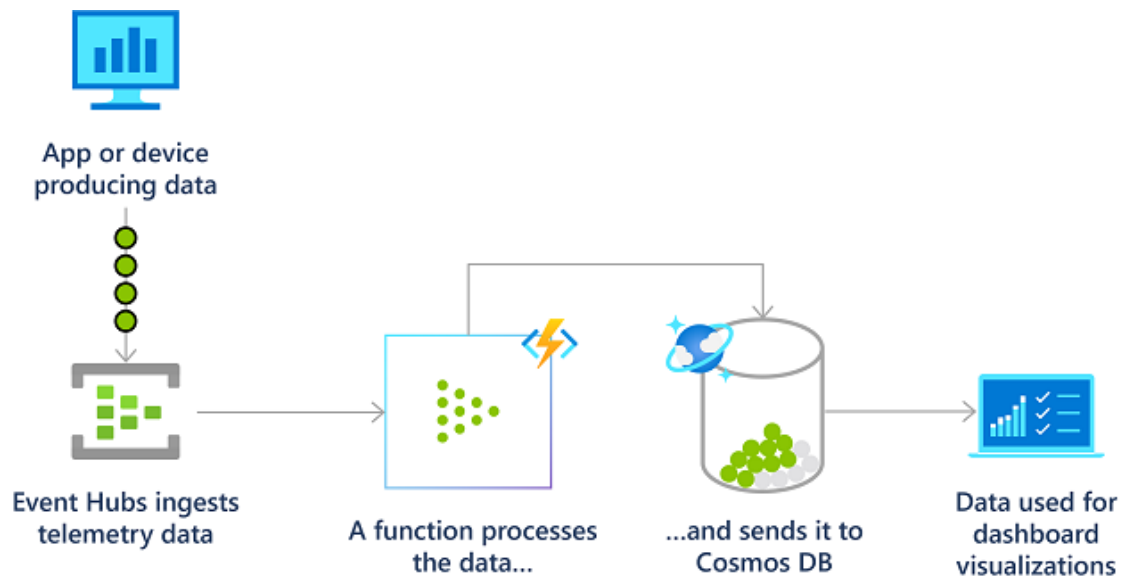 App or device
producing data
Event Hubs ingests
telemetry data
A function processes
the data...
...and sends it to
Cosmos DB
Data used for
dashboard
visualizations